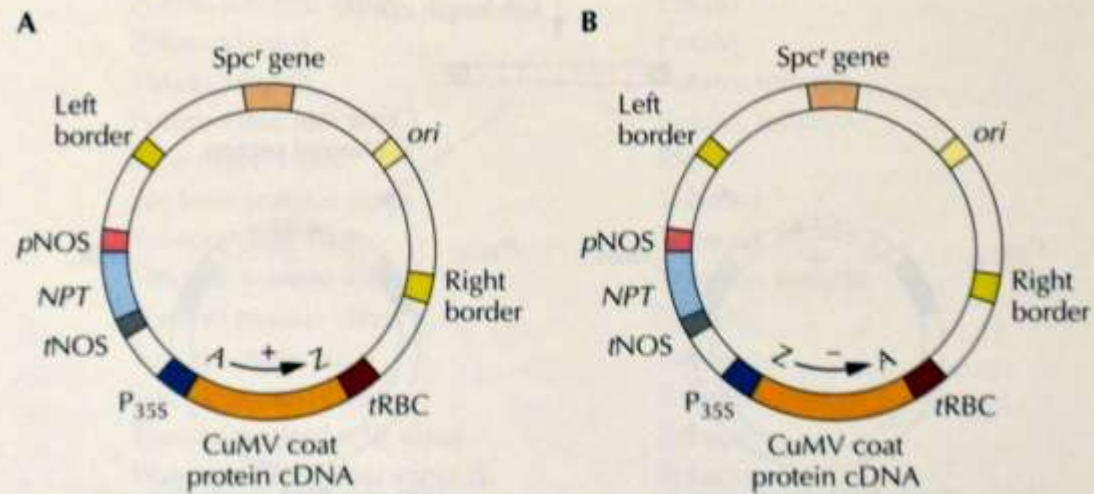 A
Spcʳ gene
Left
border
ori
pNOS
NPT
tNOS
A + Z
P₃₅S
tRBC
Right
border
CuMV coat
protein cDNA
B
Spcʳ gene
Left
border
ori
pNOS
NPT
tNOS
Z − A
P₃₅S
tRBC
Right
border
CuMV coat
protein cDNA